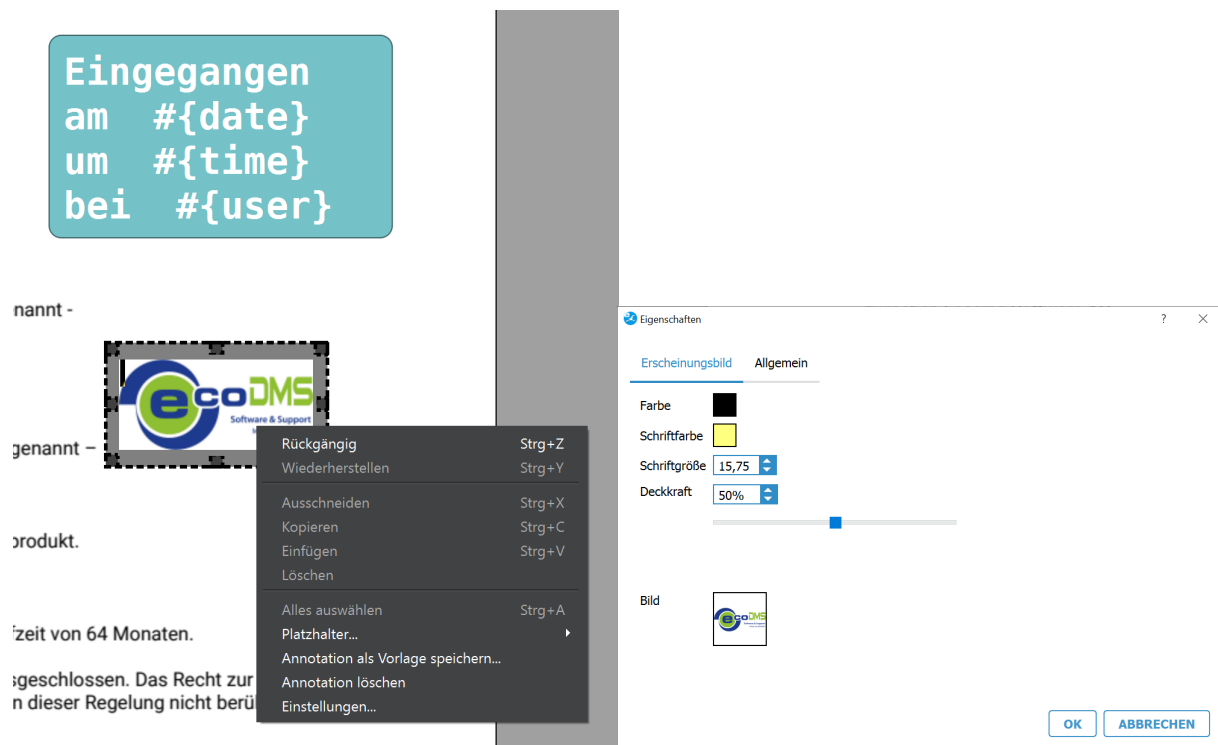 Eingegangen
am #{date}
um #{time}
bei #{user}
nannt -
ecoDMS
Software & Support
genannt –
Rückgängig Strg+Z
Wiederherstellen Strg+Y
Ausschneiden Strg+X
Kopieren Strg+C
Einfügen Strg+V
Löschen
Alles auswählen Strg+A
Platzhalter...
Annotation als Vorlage speichern...
Annotation löschen
Einstellungen...
produkt.
fzeit von 64 Monaten.
sgeschlossen. Das Recht zur
n dieser Regelung nicht berü
Eigenschaften ?
Erscheinungsbild Allgemein
Farbe
Schriftfarbe
Schriftgröße 15,75
Deckkraft 50%
Bild
ecoDMS
OK ABBRECHEN